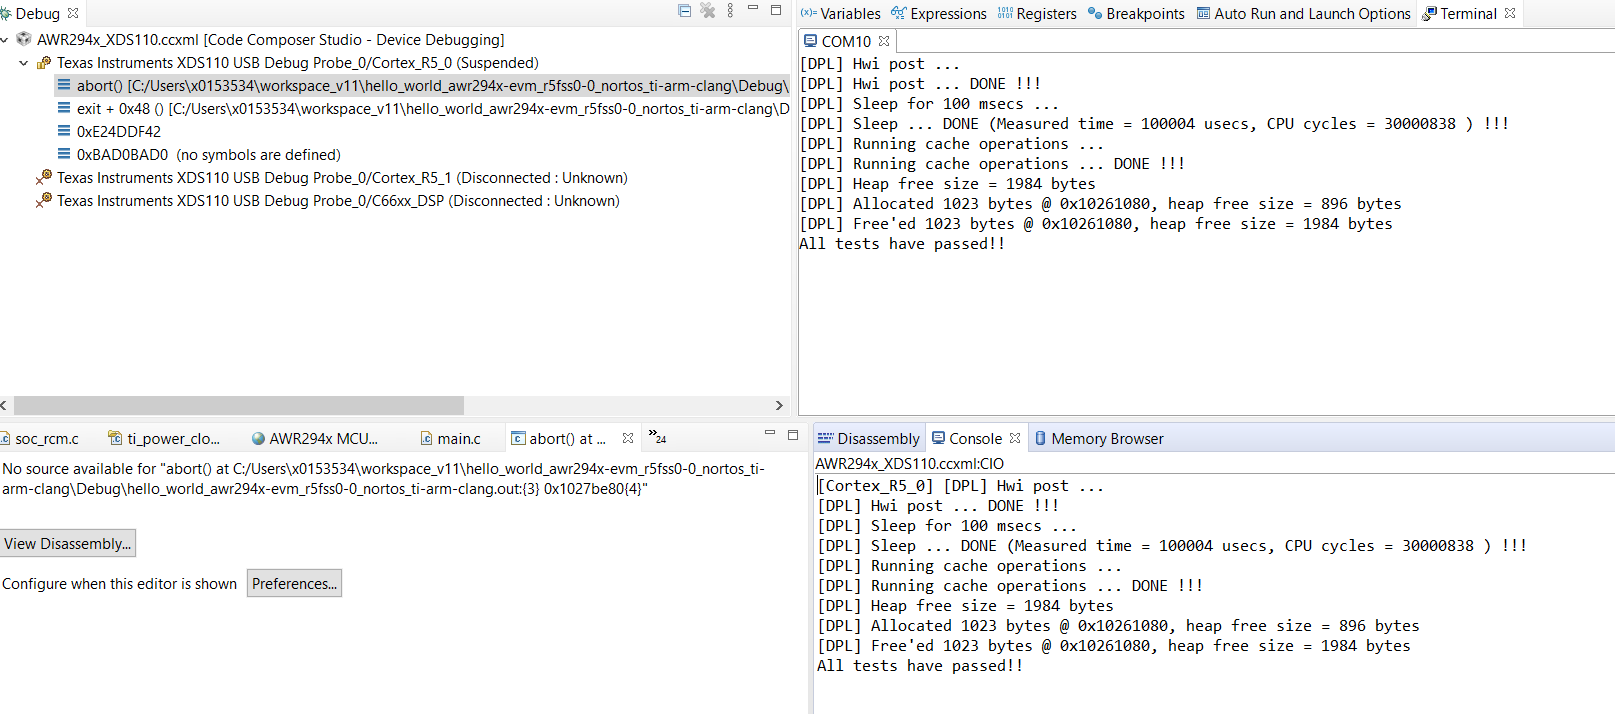 Debug
AWR294x_XDS110.ccxml [Code Composer Studio - Device Debugging]
Texas Instruments XDS110 USB Debug Probe_0/Cortex_R5_0 (Suspended)
abort() [C:/Users\x0153534\workspace_v11\hello_world_awr294x-evm_r5fss0-0_nortos_ti-arm-clang\Debug\
exit + 0x48 () [C:/Users\x0153534\workspace_v11\hello_world_awr294x-evm_r5fss0-0_nortos_ti-arm-clang\D
0xE24DDF42
0xBAD0BAD0 (no symbols are defined)
Texas Instruments XDS110 USB Debug Probe_0/Cortex_R5_1 (Disconnected : Unknown)
Texas Instruments XDS110 USB Debug Probe_0/C66xx_DSP (Disconnected : Unknown)
(x)= Variables Expressions 1010 0101 Registers Breakpoints Auto Run and Launch Options Terminal
COM10
[DPL] Hwi post ...
[DPL] Hwi post ... DONE !!!
[DPL] Sleep for 100 msecs ...
[DPL] Sleep ... DONE (Measured time = 100004 usecs, CPU cycles = 30000838 ) !!!
[DPL] Running cache operations ...
[DPL] Running cache operations ... DONE !!!
[DPL] Heap free size = 1984 bytes
[DPL] Allocated 1023 bytes @ 0x10261080, heap free size = 896 bytes
[DPL] Free'ed 1023 bytes @ 0x10261080, heap free size = 1984 bytes
All tests have passed!!
soc_rcm.c ti_power_clo... AWR294x MCU... main.c abort() at ... »24
No source available for "abort() at C:/Users\x0153534\workspace_v11\hello_world_awr294x-evm_r5fss0-0_nortos_ti-
arm-clang\Debug\hello_world_awr294x-evm_r5fss0-0_nortos_ti-arm-clang.out:{3} 0x1027be80{4}"
View Disassembly...
Configure when this editor is shown Preferences...
Disassembly Console Memory Browser
AWR294x_XDS110.ccxml:CIO
[Cortex_R5_0] [DPL] Hwi post ...
[DPL] Hwi post ... DONE !!!
[DPL] Sleep for 100 msecs ...
[DPL] Sleep ... DONE (Measured time = 100004 usecs, CPU cycles = 30000838 ) !!!
[DPL] Running cache operations ...
[DPL] Running cache operations ... DONE !!!
[DPL] Heap free size = 1984 bytes
[DPL] Allocated 1023 bytes @ 0x10261080, heap free size = 896 bytes
[DPL] Free'ed 1023 bytes @ 0x10261080, heap free size = 1984 bytes
All tests have passed!!